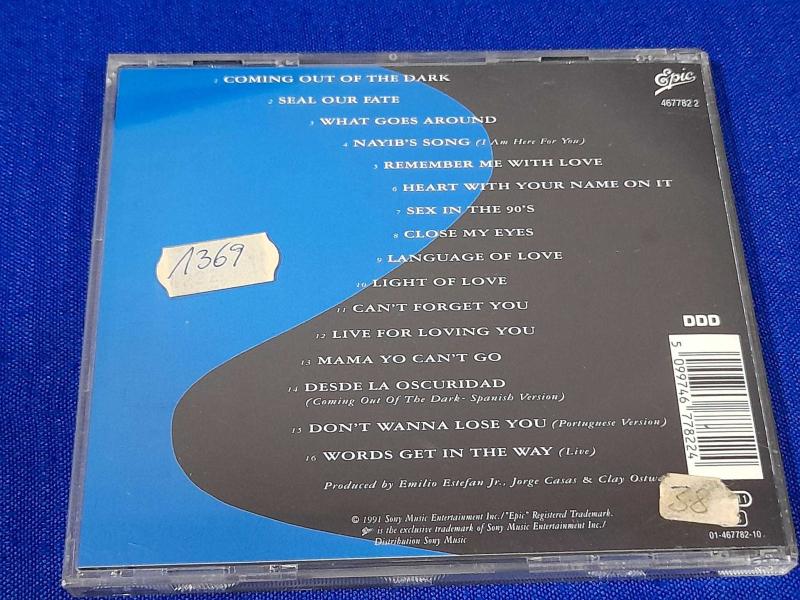 1 COMING OUT OF THE DARK
2 SEAL OUR FATE
3 WHAT GOES AROUND
4 NAYIB'S SONG (I Am Here For You)
5 REMEMBER ME WITH LOVE
6 HEART WITH YOUR NAME ON IT
7 SEX IN THE 90'S
8 CLOSE MY EYES
9 LANGUAGE OF LOVE
10 LIGHT OF LOVE
11 CAN'T FORGET YOU
12 LIVE FOR LOVING YOU
13 MAMA YO CAN'T GO
14 DESDE LA OSCURIDAD
(Coming Out Of The Dark- Spanish Version)
15 DON'T WANNA LOSE YOU (Portuguese Version)
16 WORDS GET IN THE WAY (Live)
Produced by Emilio Estefan Jr., Jorge Casas & Clay Ostw
© 1991 Sony Music Entertainment Inc./"Epic" Registered Trademark.
is the exclusive trademark of Sony Music Entertainment Inc./
Distribution Sony Music
Epic
467782 2
1369
DDD
5 099746 778224
38
01-467782-10